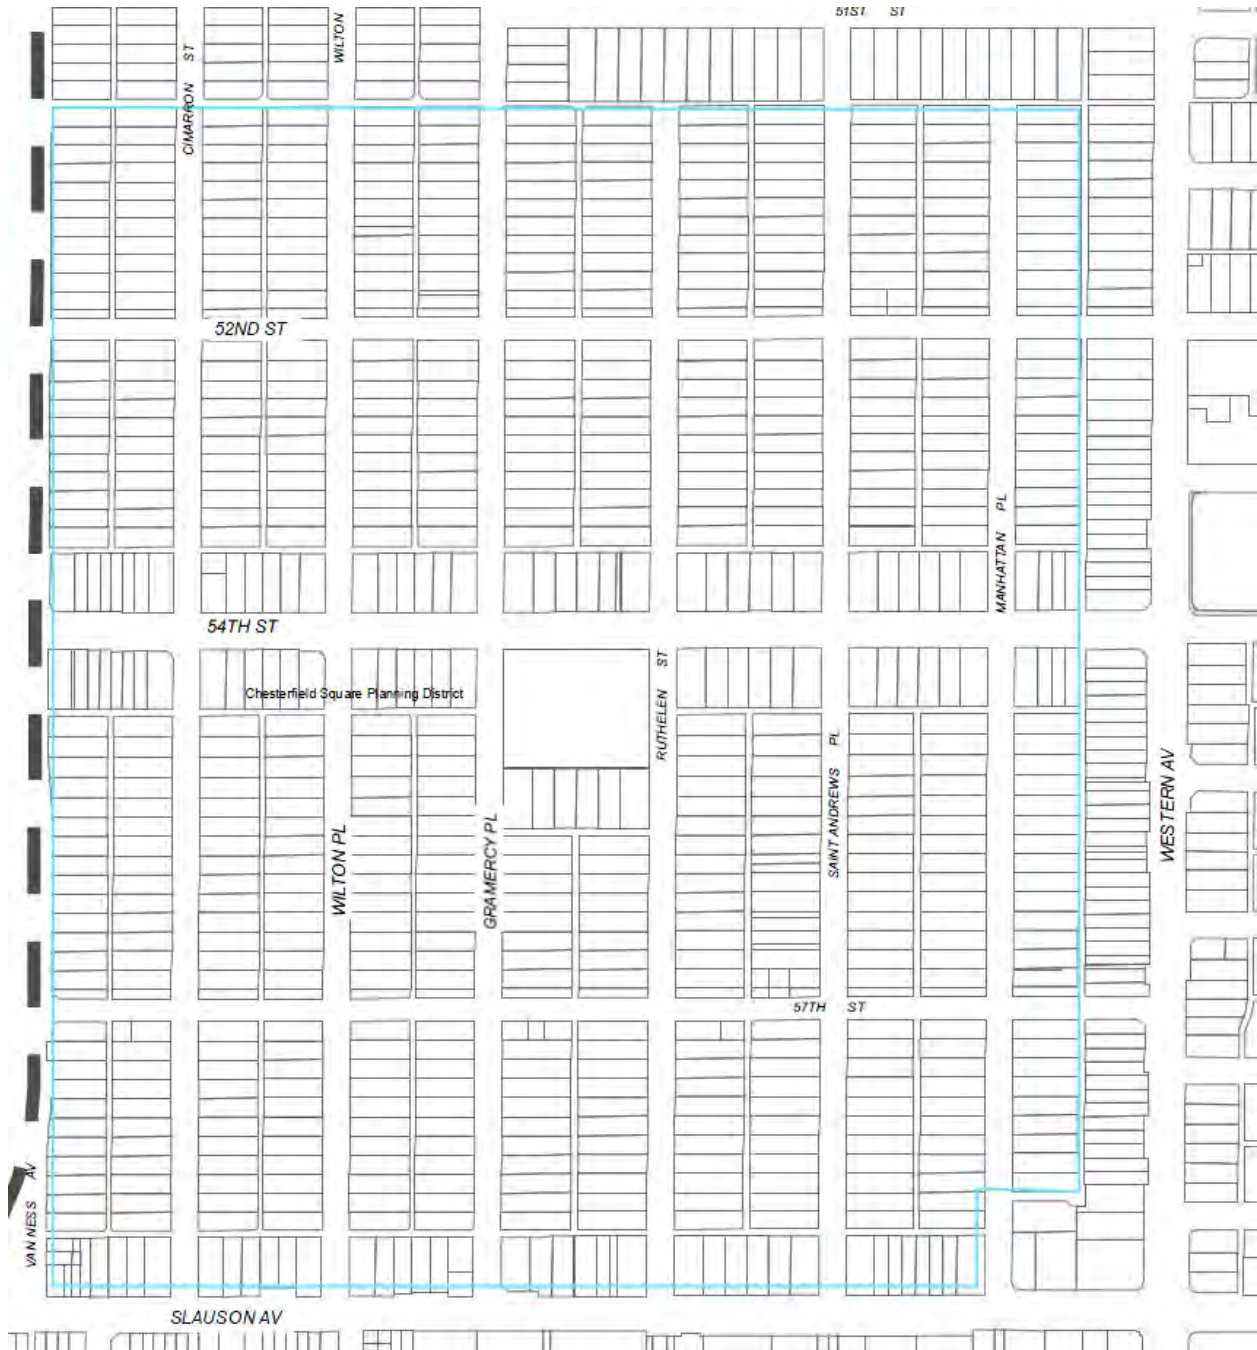 51ST ST
CIMARRON ST
WILTON
52ND ST
MANHATTAN PL
54TH ST
Chesterfield Square Planning District
RUTHELEN ST
SAINT ANDREWS PL
WESTERN AV
WILTON PL
GRAMERCY PL
57TH ST
VAN NESS AV
SLAUSON AV